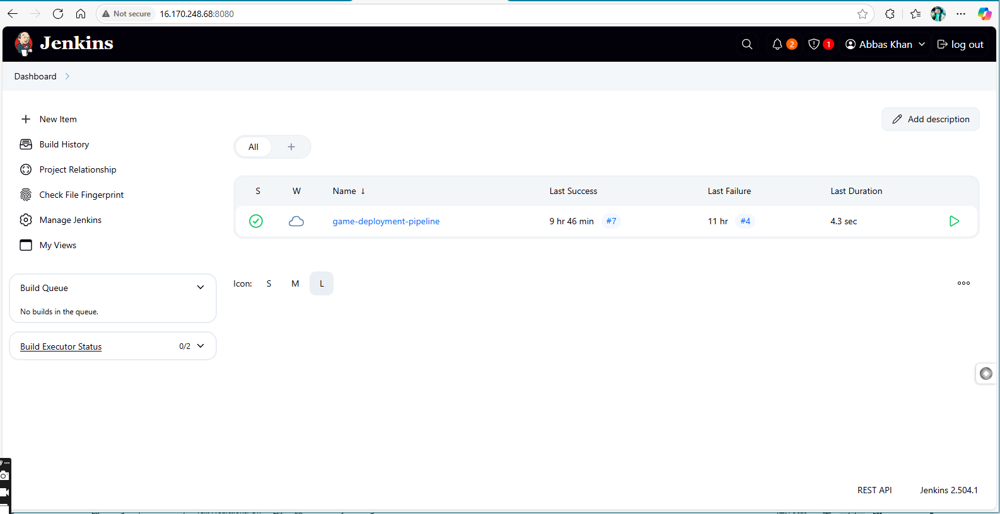 Not secure 16.170.248.68:8080
Jenkins
2 1 Abbas Khan log out
Dashboard
New Item
Build History
Project Relationship
Check File Fingerprint
Manage Jenkins
My Views
Build Queue
No builds in the queue.
Build Executor Status 0/2
Add description
All +
S W Name ↓ Last Success Last Failure Last Duration
game-deployment-pipeline 9 hr 46 min #7 11 hr #4 4.3 sec
Icon: S M L
REST API Jenkins 2.504.1